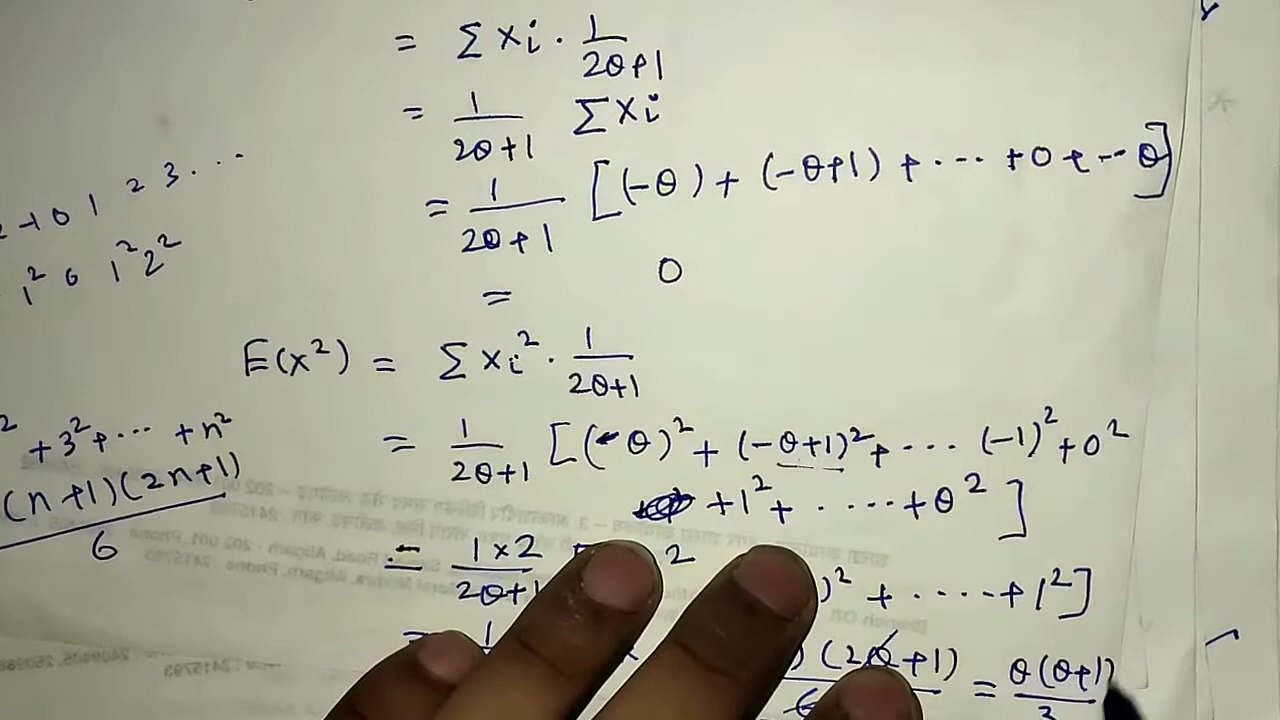 = Σ xi · 1/2θ+1
= 1/2θ+1 Σ xi
= 1/2θ+1 [(-θ) + (-θ+1) + ···· + 0 + ·· θ]
-1 0 1 2 3 . . .
1² 0 1² 2²
= 0
E(x²) = Σ xi² · 1/2θ+1
= 1/2θ+1 [(-θ)² + (-θ+1)² + ···· (-1)² + 0²
+ 1² + ······ + θ²]
+ 3² + ···· + n²
(n+1)(2n+1)
6
= 1×2/2θ+1 ² )² + ····· + 1²]
= 1 (2θ+1) = θ(θ+1)/3